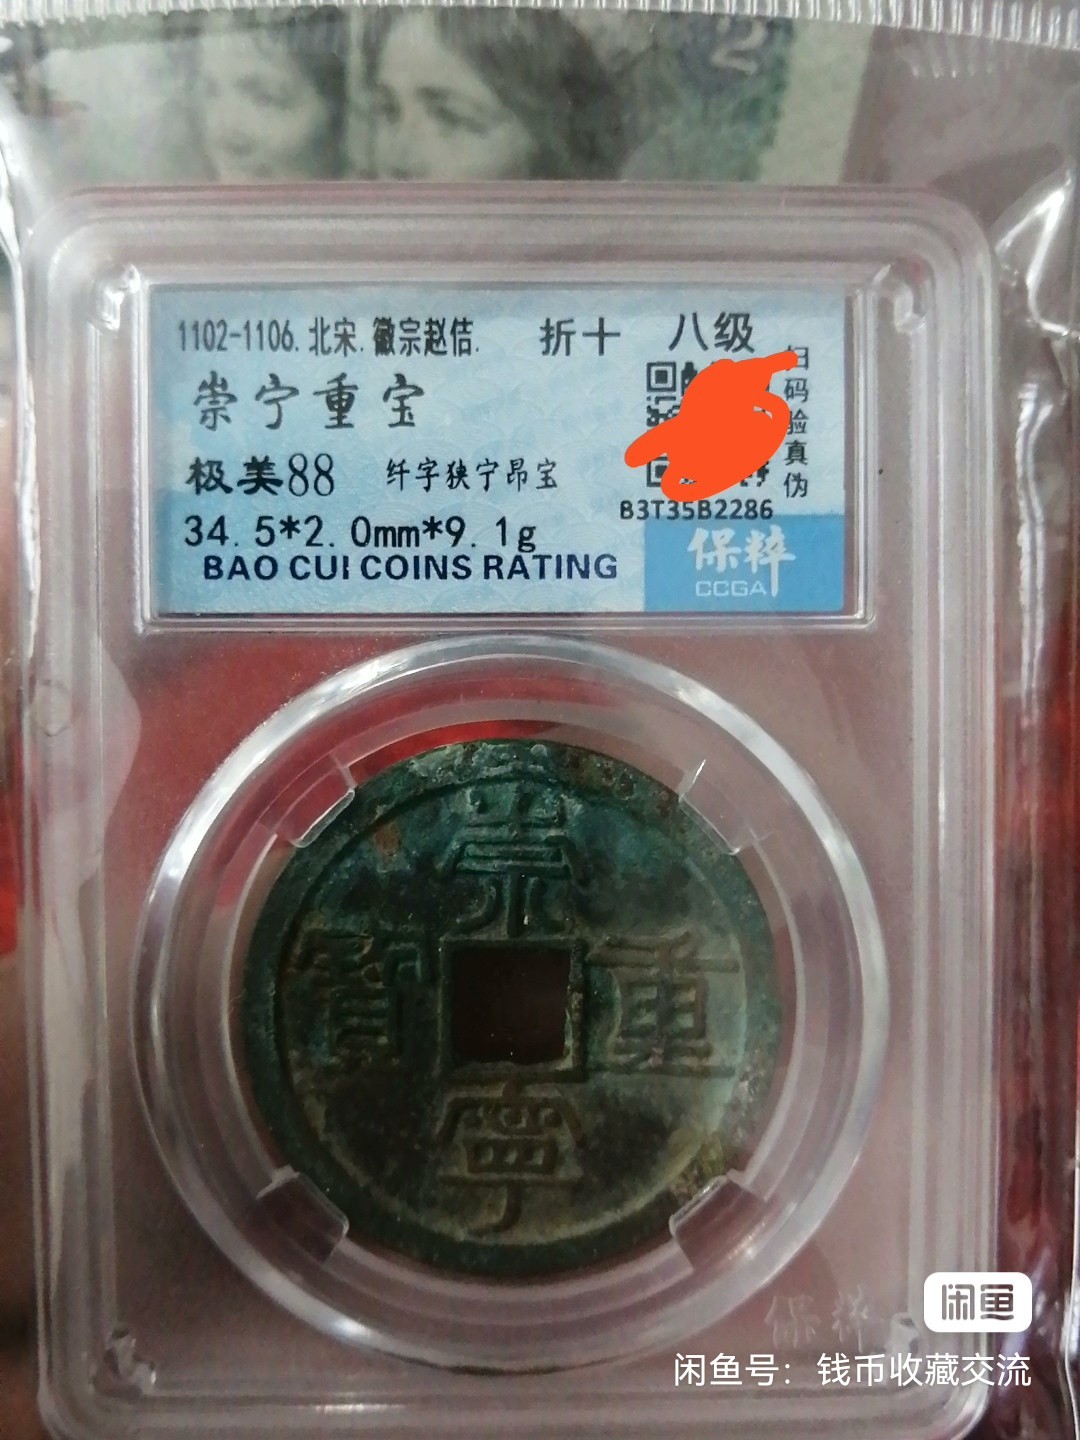 2
1102-1106.北宋.徽宗赵佶. 折十 八级
崇宁重宝
扫码验真伪
极美88 纤字狭宁昂宝
B3T35B2286
34.5*2.0mm*9.1g
BAO CUI COINS RATING
保粹
CCGA
崇
寶 重
寧
保粹
闲鱼
闲鱼号：钱币收藏交流